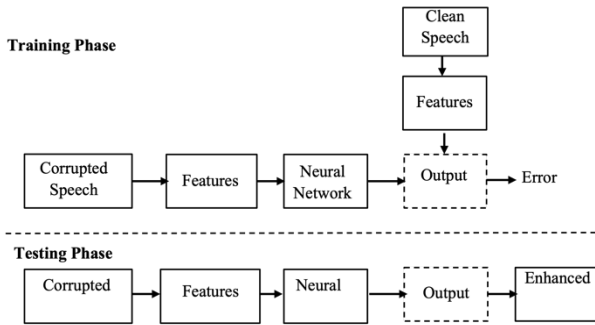 Clean
Speech
Training Phase
Features
Corrupted
Speech
Features
Neural
Network
Output
Error
Testing Phase
Corrupted
Features
Neural
Output
Enhanced